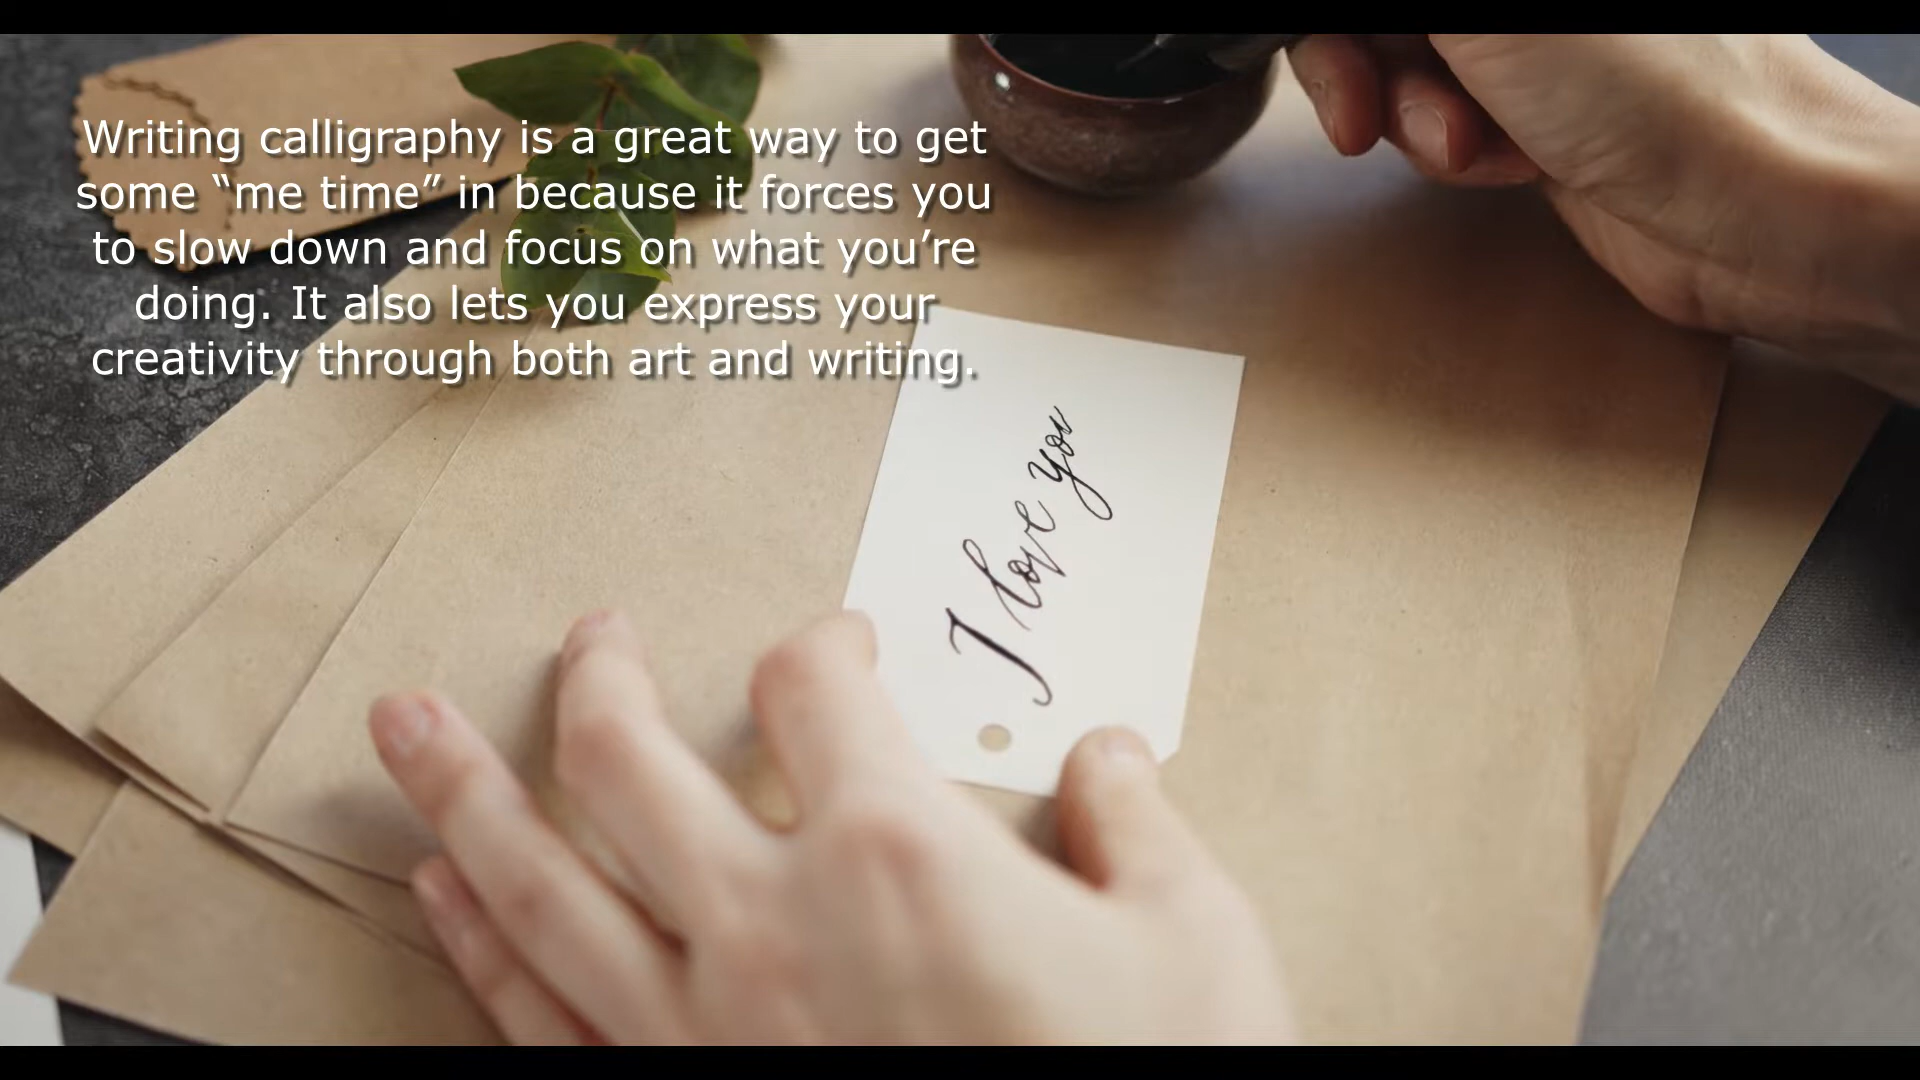 Writing calligraphy is a great way to get
some “me time” in because it forces you
to slow down and focus on what you’re
doing. It also lets you express your
creativity through both art and writing.
I love you